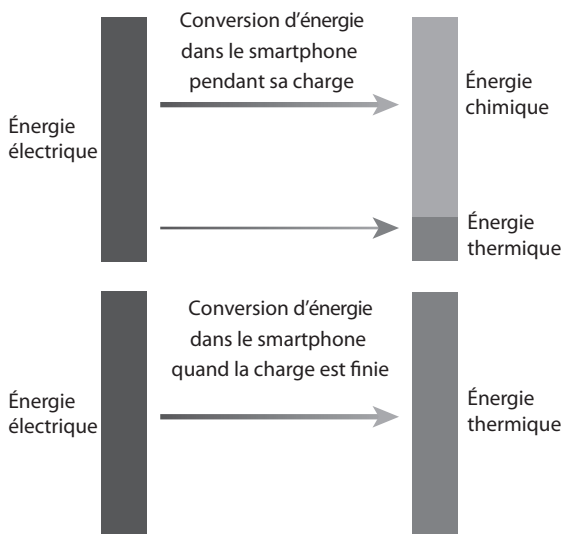 Conversion d’énergie
dans le smartphone
pendant sa charge
Énergie
électrique
Énergie
chimique
Énergie
thermique
Conversion d’énergie
dans le smartphone
quand la charge est finie
Énergie
électrique
Énergie
thermique